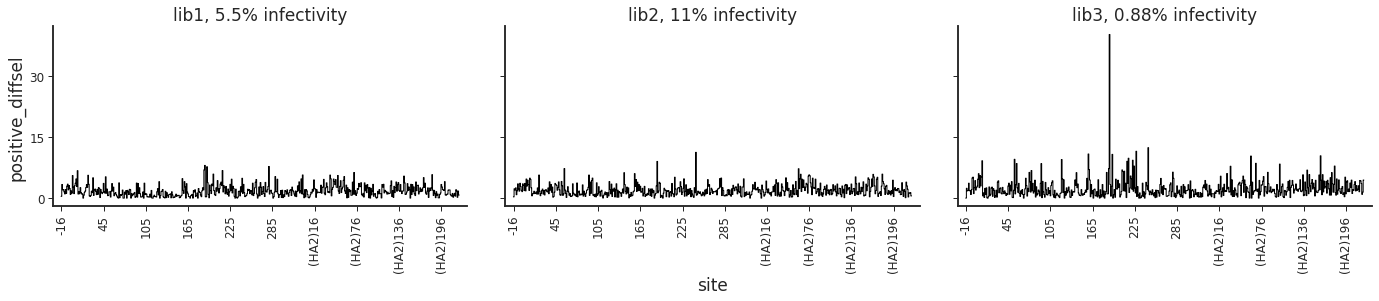 lib1, 5.5% infectivity
lib2, 11% infectivity
lib3, 0.88% infectivity
positive_diffsel
30
15
0
-16
45
105
165
225
285
(HA2)16
(HA2)76
(HA2)136
(HA2)196
-16
45
105
165
225
285
(HA2)16
(HA2)76
(HA2)136
(HA2)196
-16
45
105
165
225
285
(HA2)16
(HA2)76
(HA2)136
(HA2)196
site